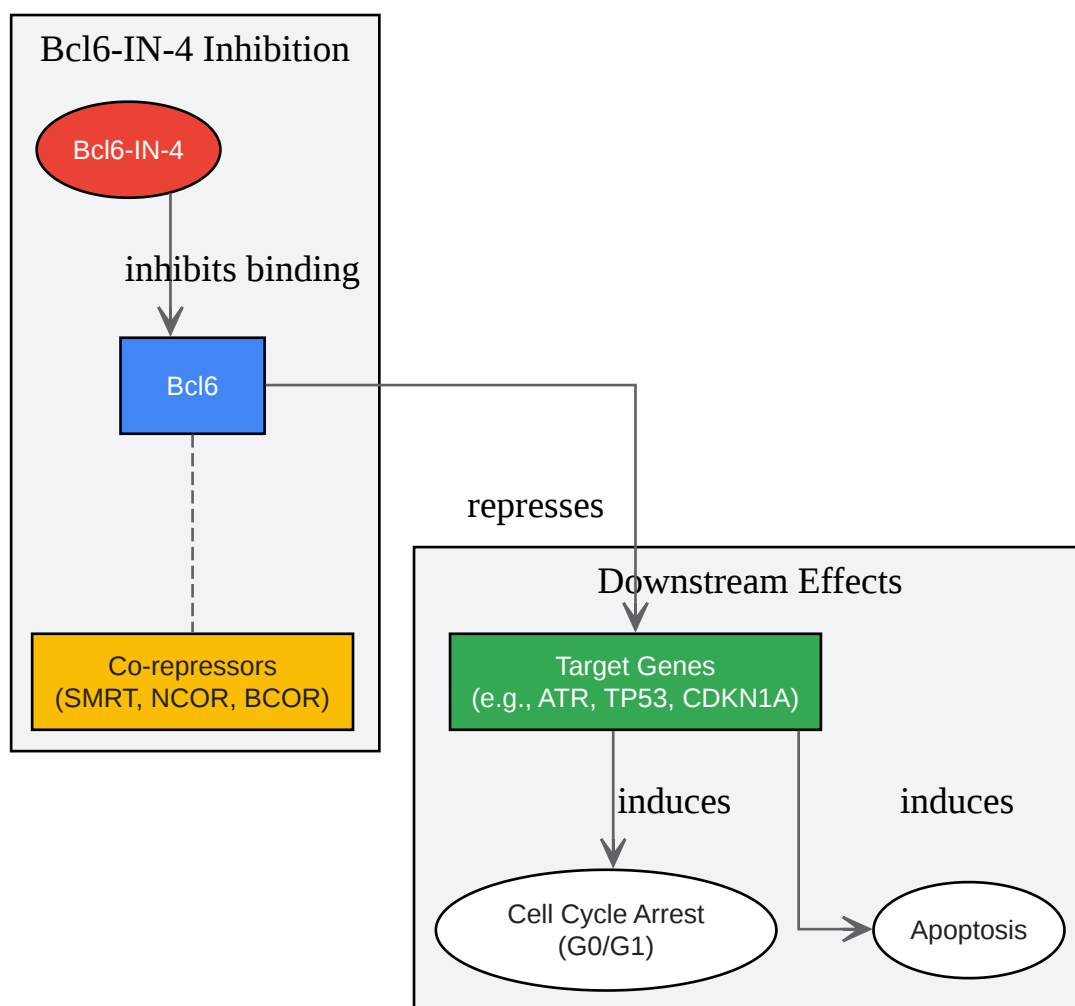 Bcl6-IN-4 Inhibition
Bcl6-IN-4
inhibits binding
Bcl6
represses
Co-repressors
(SMRT, NCOR, BCOR)
Downstream Effects
Target Genes
(e.g., ATR, TP53, CDKN1A)
induces
induces
Cell Cycle Arrest
(G0/G1)
Apoptosis